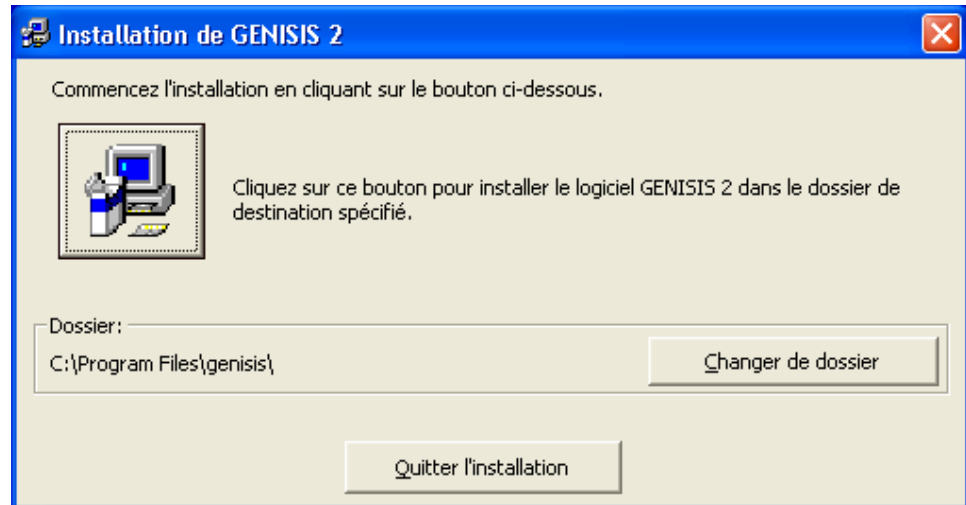 Installation de GENISIS 2
Commencez l'installation en cliquant sur le bouton ci-dessous.
Cliquez sur ce bouton pour installer le logiciel GENISIS 2 dans le dossier de
destination spécifié.
Dossier:
C:\Program Files\genisis\
Changer de dossier
Quitter l'installation